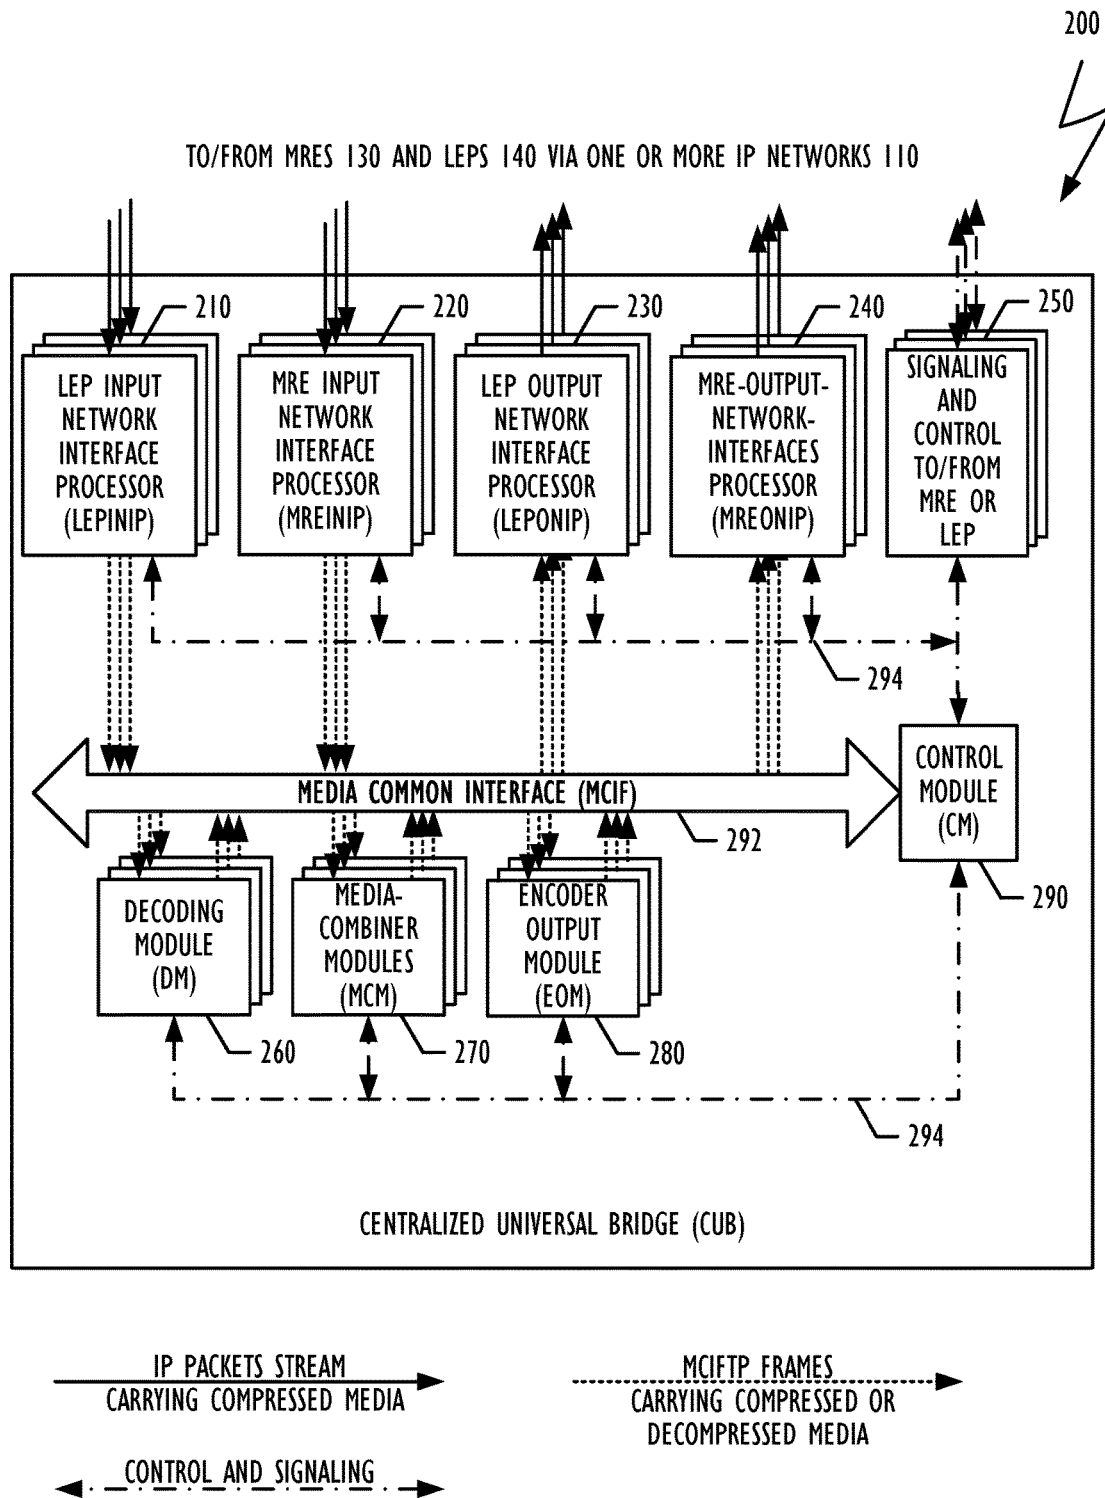 200
TO/FROM MRES 130 AND LEPS 140 VIA ONE OR MORE IP NETWORKS 110
210
220
230
240
250
LEP INPUT
NETWORK
INTERFACE
PROCESSOR
(LEPINIP)
MRE INPUT
NETWORK
INTERFACE
PROCESSOR
(MREINIP)
LEP OUTPUT
NETWORK
INTERFACE
PROCESSOR
(LEPONIP)
MRE-OUTPUT-
NETWORK-
INTERFACES
PROCESSOR
(MREONIP)
SIGNALING
AND
CONTROL
TO/FROM
MRE OR
LEP
294
MEDIA COMMON INTERFACE (MCIF)
292
CONTROL
MODULE
(CM)
290
DECODING
MODULE
(DM)
260
MEDIA-
COMBINER
MODULES
(MCM)
270
ENCODER
OUTPUT
MODULE
(EOM)
280
294
CENTRALIZED UNIVERSAL BRIDGE (CUB)
IP PACKETS STREAM
CARRYING COMPRESSED MEDIA
MCIFTP FRAMES
CARRYING COMPRESSED OR
DECOMPRESSED MEDIA
CONTROL AND SIGNALING